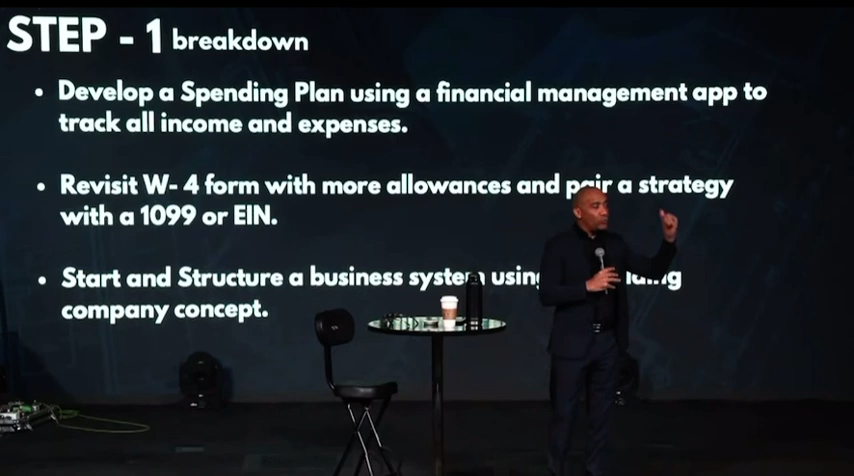 STEP - 1 breakdown
• Develop a Spending Plan using a financial management app to
track all income and expenses.
• Revisit W- 4 form with more allowances and pair a strategy
with a 1099 or EIN.
• Start and Structure a business system using
company concept.